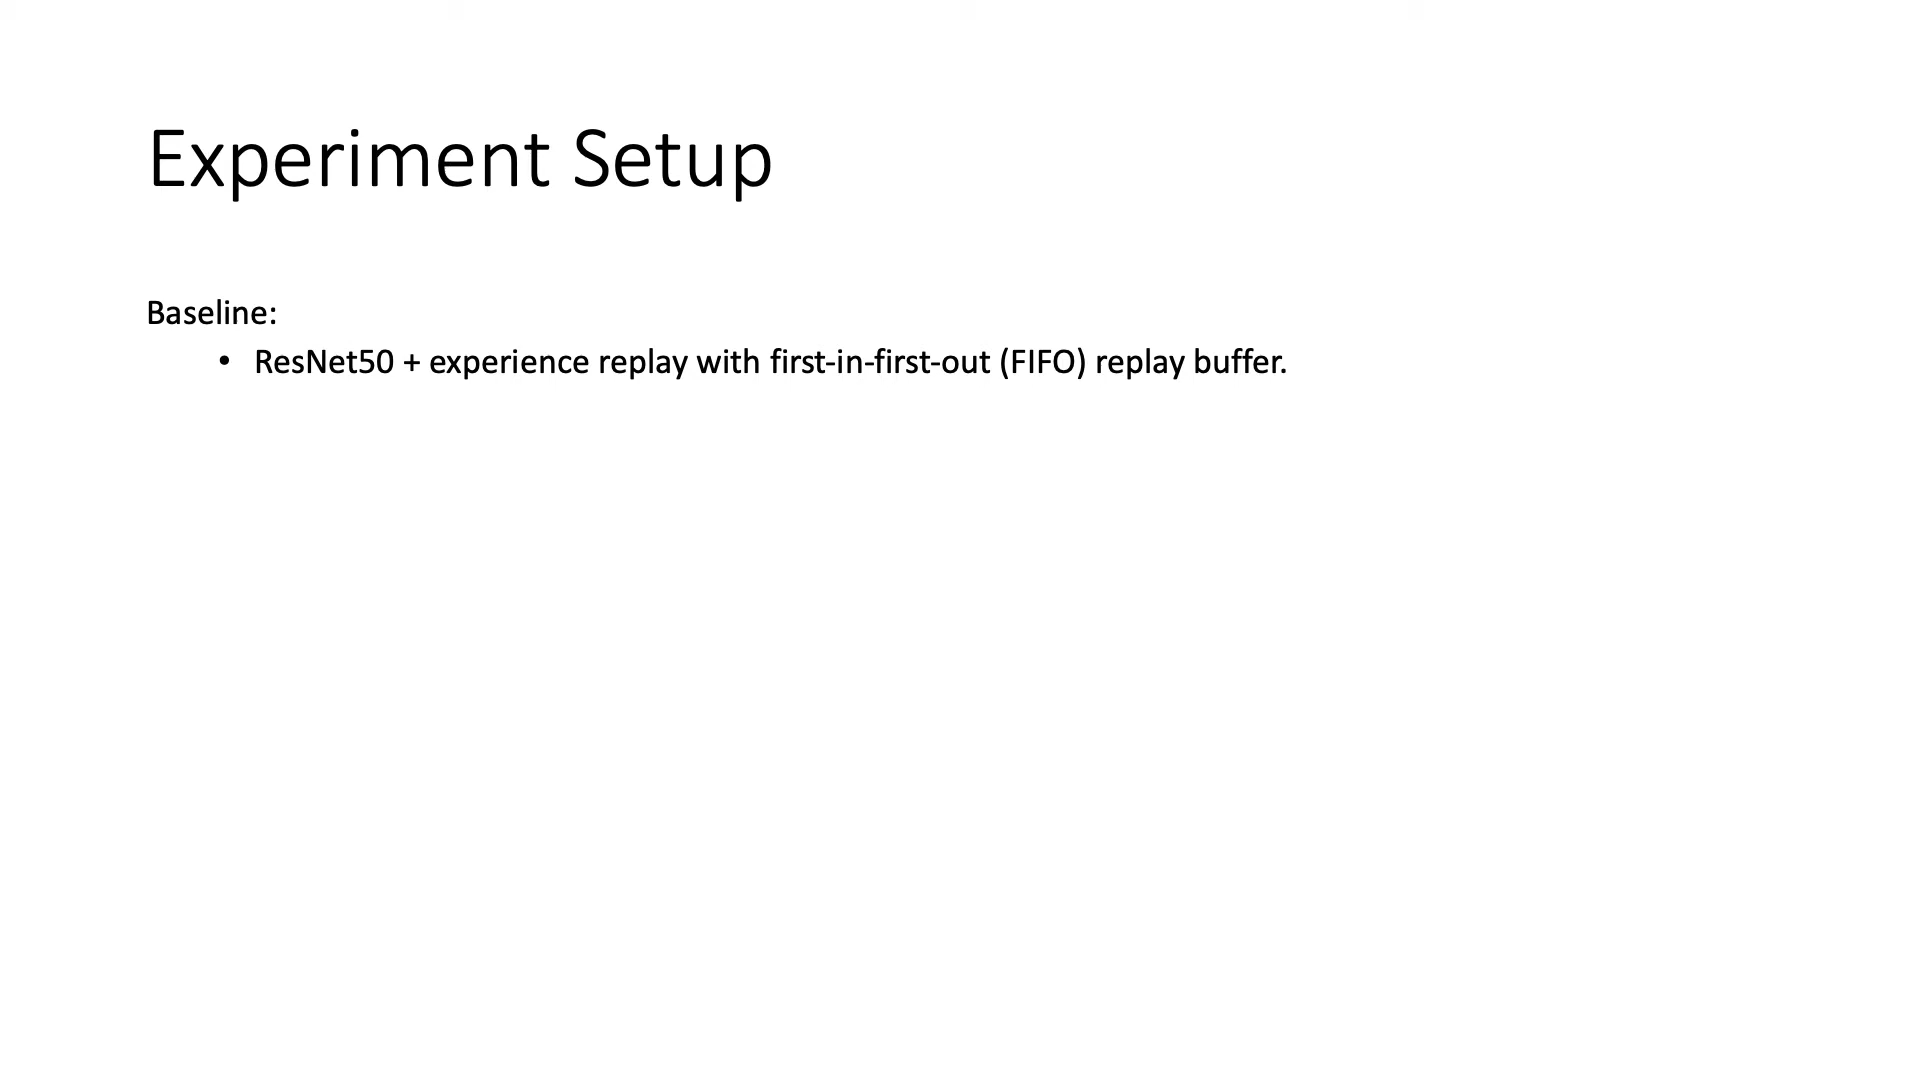 Experiment Setup
Baseline:
• ResNet50 + experience replay with first-in-first-out (FIFO) replay buffer.